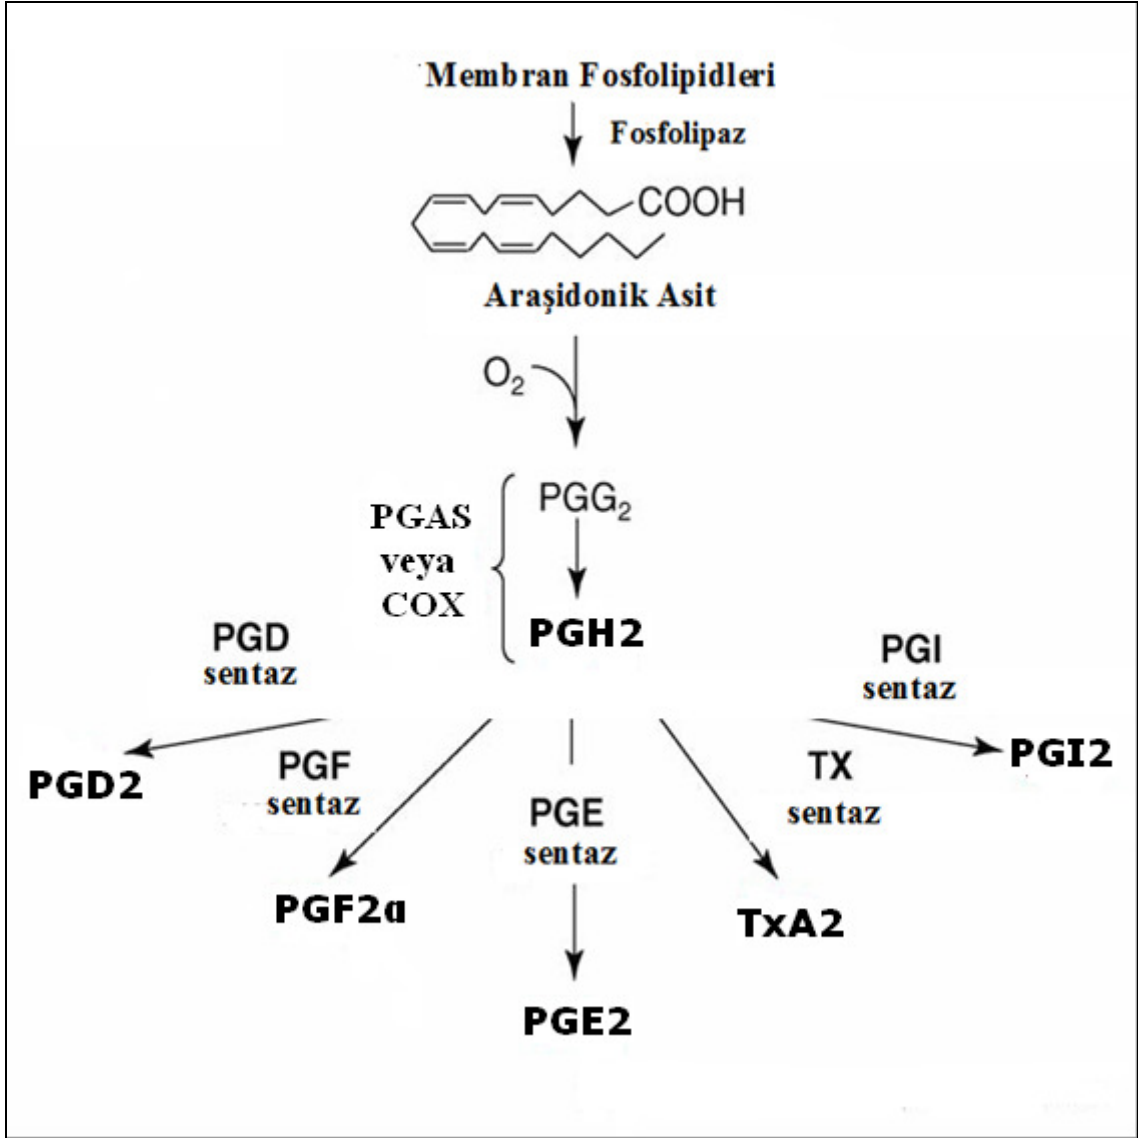 Membran Fosfolipidleri
Fosfolipaz
COOH
Araşidonik Asit
O2
PGG2
PGAS
veya
COX
PGH2
PGD
sentaz
PGI
sentaz
PGD2
PGF
sentaz
PGE
sentaz
TX
sentaz
PGI2
PGF2α
TxA2
PGE2